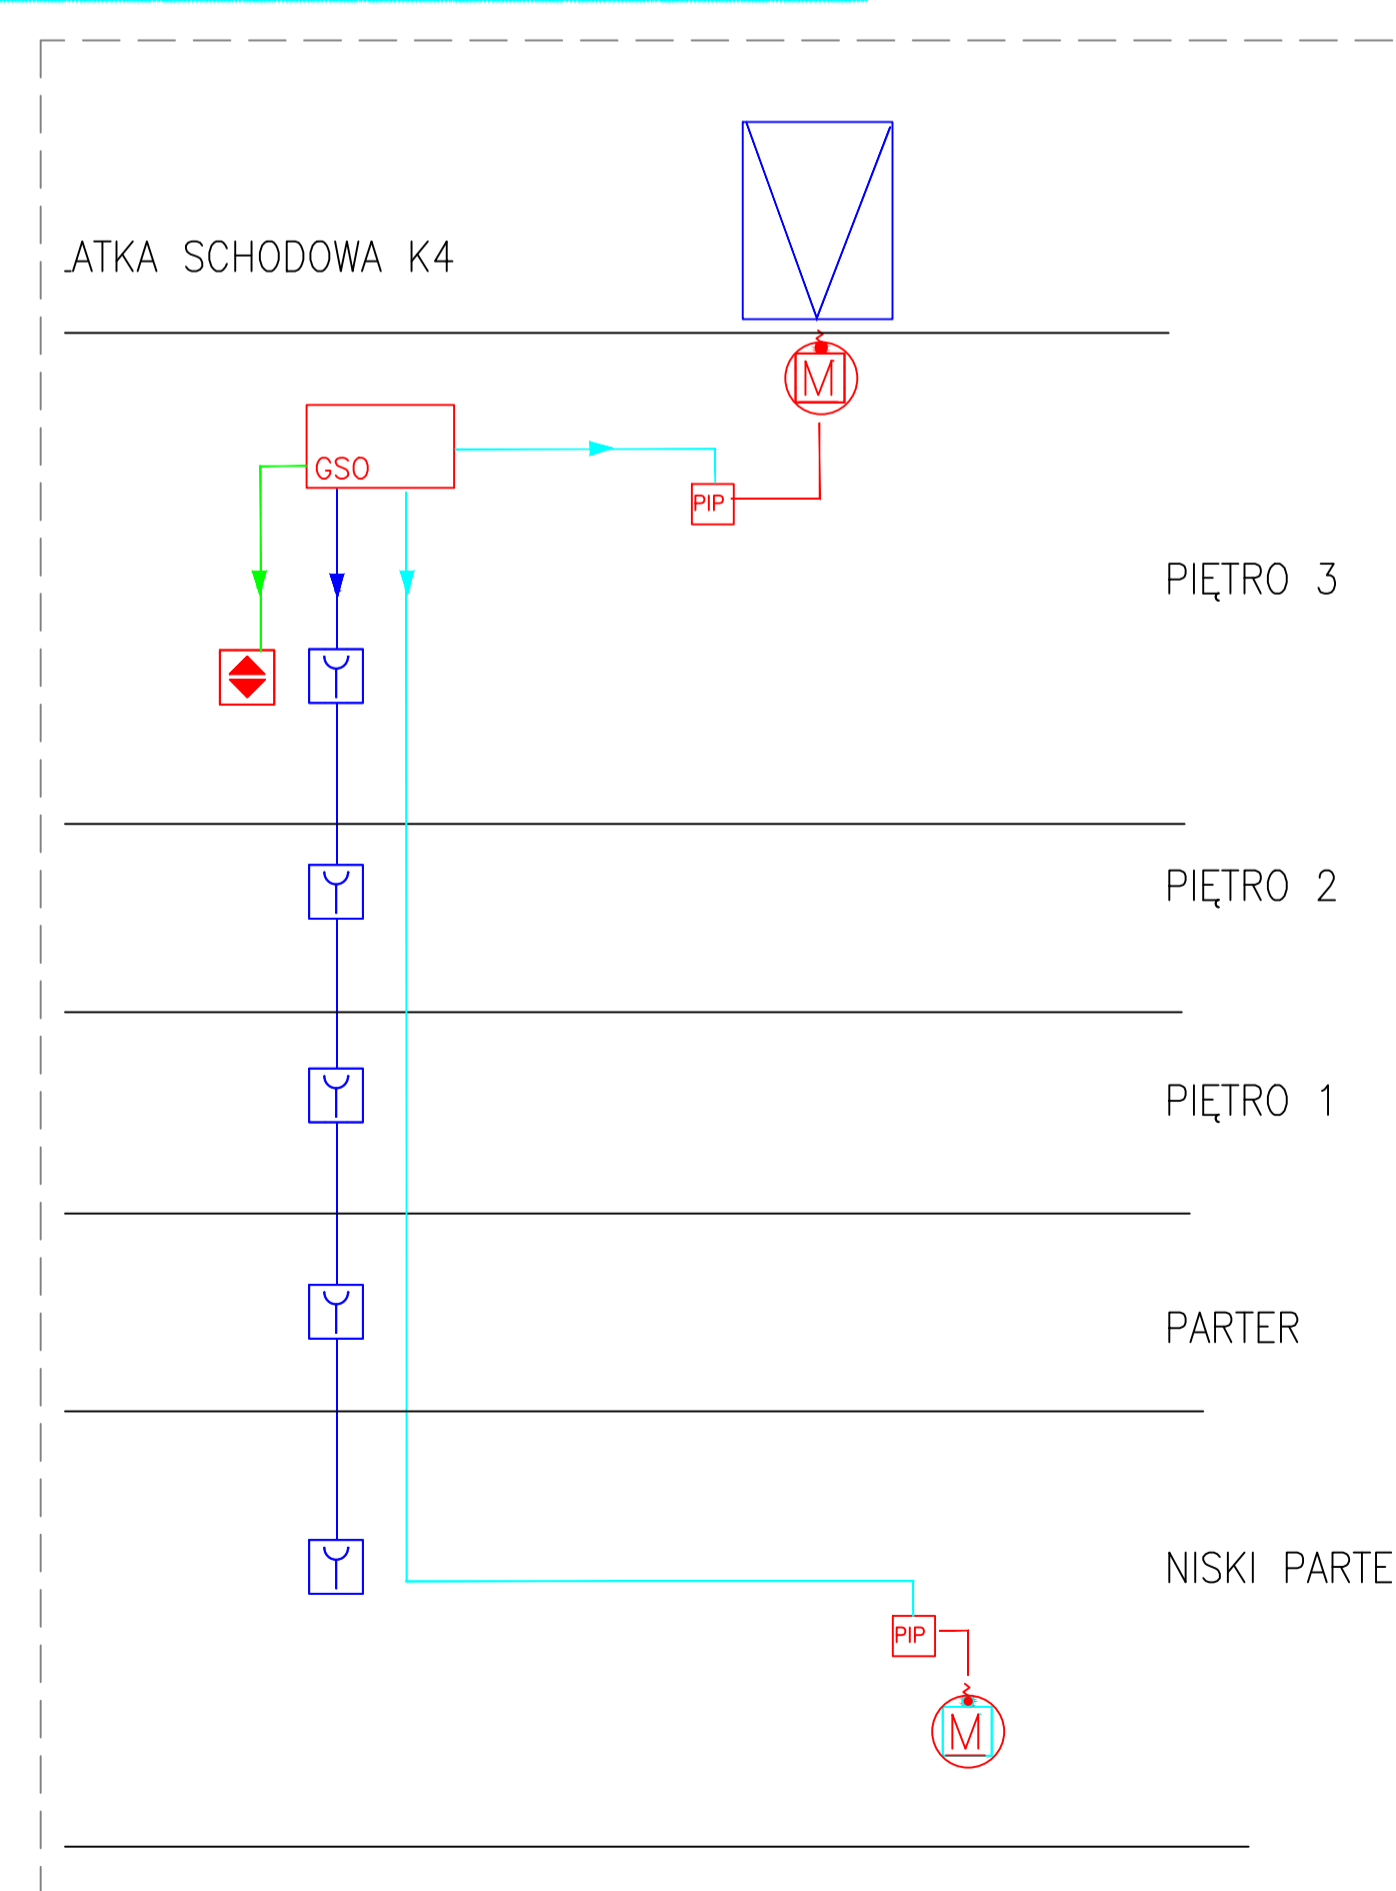 ATKA SCHODOWA K4
M
GSO
PIP
PIĘTRO 3
PIĘTRO 2
PIĘTRO 1
PARTER
NISKI PARTE
PIP
M